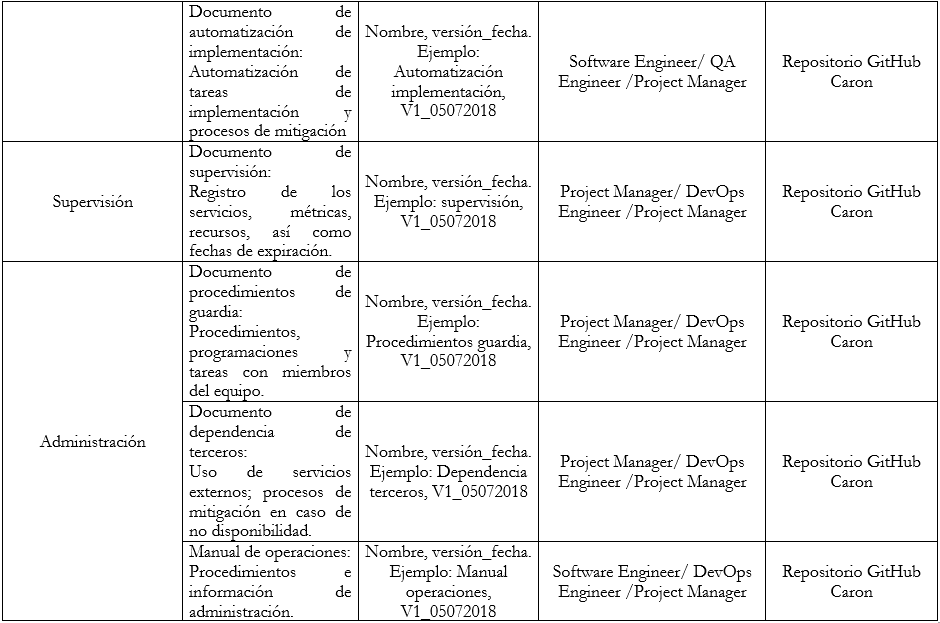 Documento de
automatización de
implementación:
Automatización de
tareas de
implementación y
procesos de mitigación
Nombre, versión_fecha.
Ejemplo:
Automatización
implementación,
V1_05072018
Software Engineer/ QA
Engineer /Project Manager
Repositorio GitHub
Caron
Supervisión
Documento de
supervisión:
Registro de los
servicios, métricas,
recursos, así como
fechas de expiración.
Nombre, versión_fecha.
Ejemplo: supervisión,
V1_05072018
Project Manager/ DevOps
Engineer /Project Manager
Repositorio GitHub
Caron
Administración
Documento de
procedimientos de
guardia:
Procedimientos,
programaciones y
tareas con miembros
del equipo.
Nombre, versión_fecha.
Ejemplo:
Procedimientos guardia,
V1_05072018
Project Manager/ DevOps
Engineer /Project Manager
Repositorio GitHub
Caron
Documento de
dependencia de
terceros:
Uso de servicios
externos; procesos de
mitigación en caso de
no disponibilidad.
Nombre, versión_fecha.
Ejemplo: Dependencia
terceros, V1_05072018
Project Manager/ DevOps
Engineer /Project Manager
Repositorio GitHub
Caron
Manual de operaciones:
Procedimientos e
información de
administración.
Nombre, versión_fecha.
Ejemplo: Manual
operaciones,
V1_05072018
Software Engineer/ DevOps
Engineer /Project Manager
Repositorio GitHub
Caron